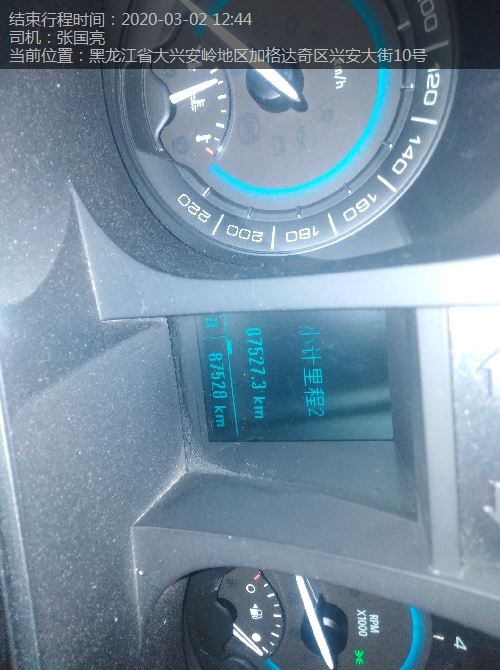 结束行程时间：2020-03-02 12:44
司机：张国亮
当前位置：黑龙江省大兴安岭地区加格达奇区兴安大街10号
100
120
140
160
180
200
220
km/h
小计里程2
87527.3 km
87528 km
RPM
X1000
4